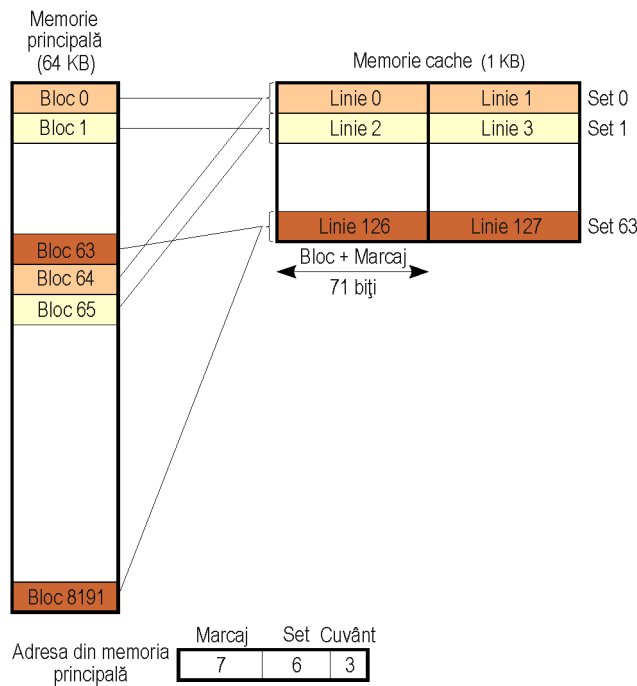 Memorie
principală
(64 KB)
Memorie cache (1 KB)
Bloc 0
Linie 0
Linie 1
Set 0
Bloc 1
Linie 2
Linie 3
Set 1
Bloc 63
Linie 126
Linie 127
Set 63
Bloc 64
Bloc + Marcaj
71 biţi
Bloc 65
Bloc 8191
Marcaj
Set
Cuvânt
Adresa din memoria
principală
7
6
3